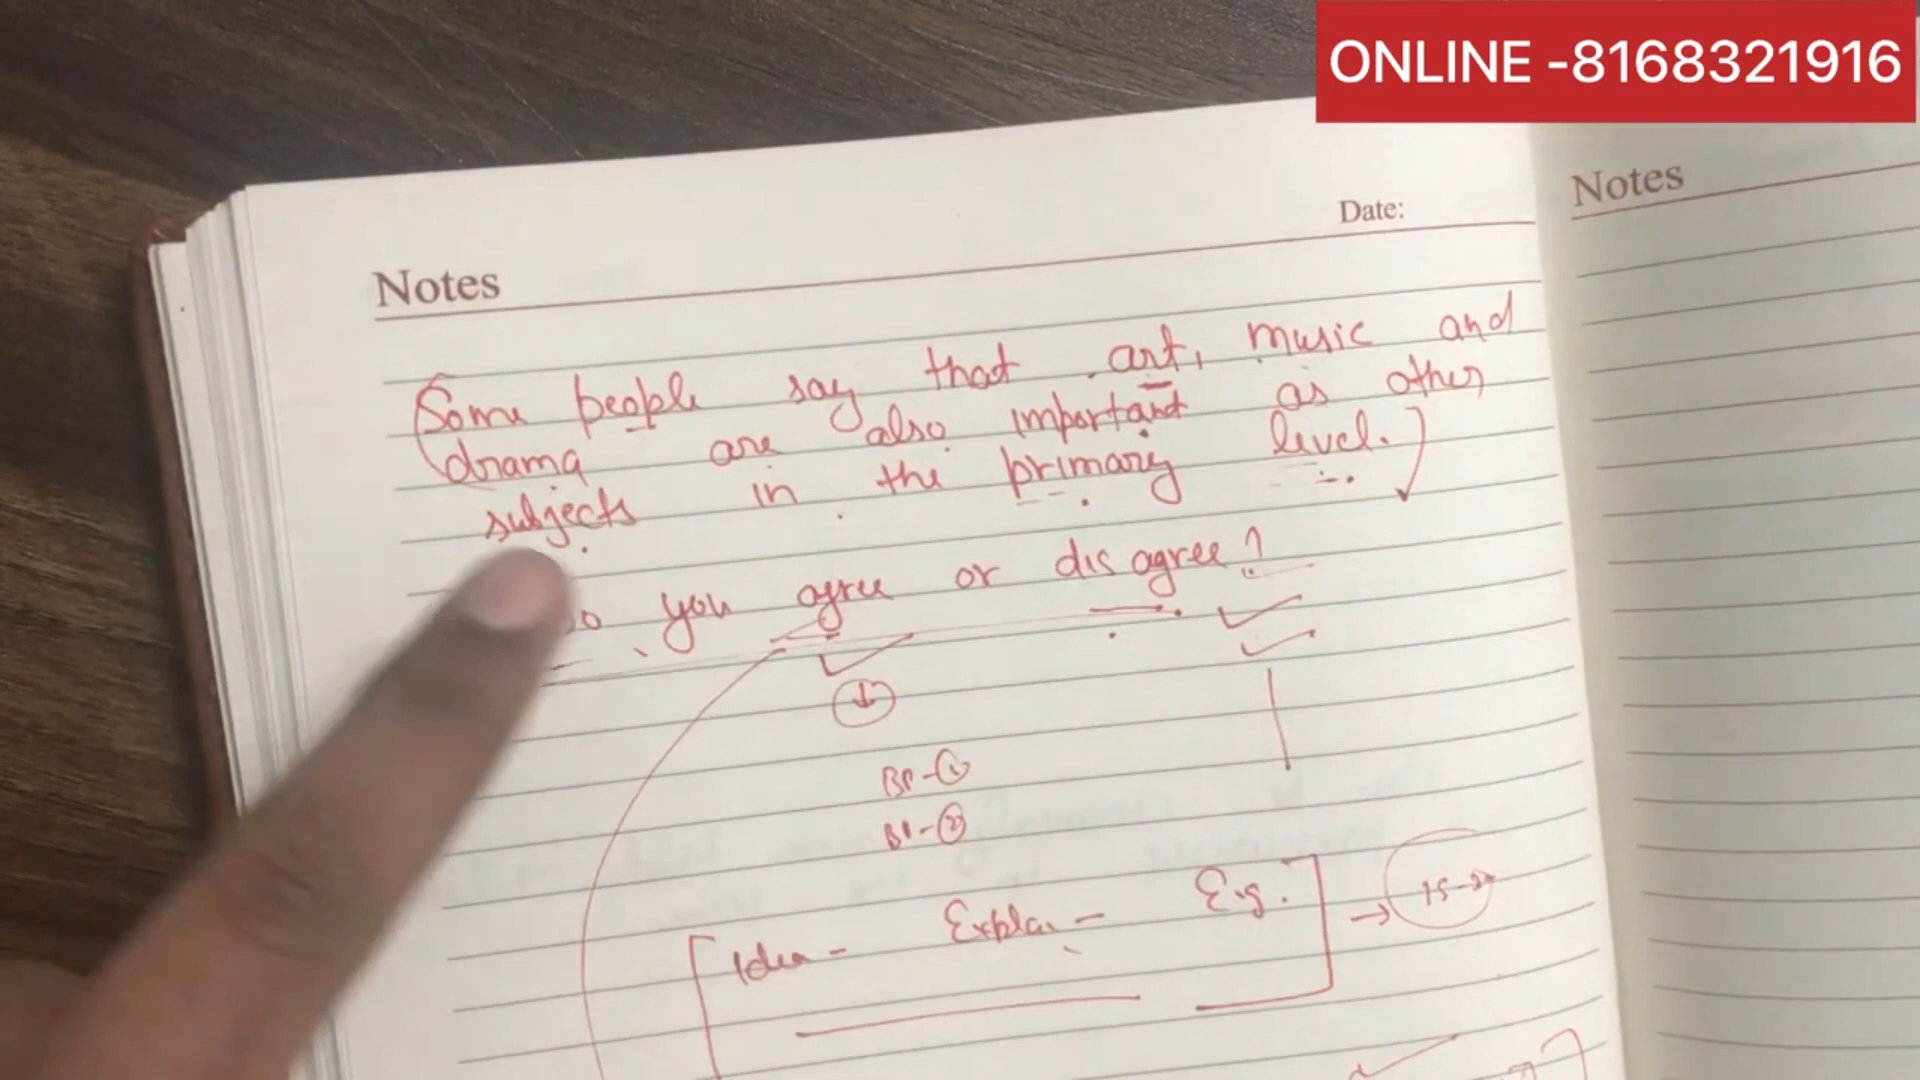 ONLINE -8168321916
Notes
Date:
Notes
Some people say that art, music and
drama are also important as other
subjects in the primary level.
you agree or disagree?
BP-①
BP-②
Idea - Explai - E.g.